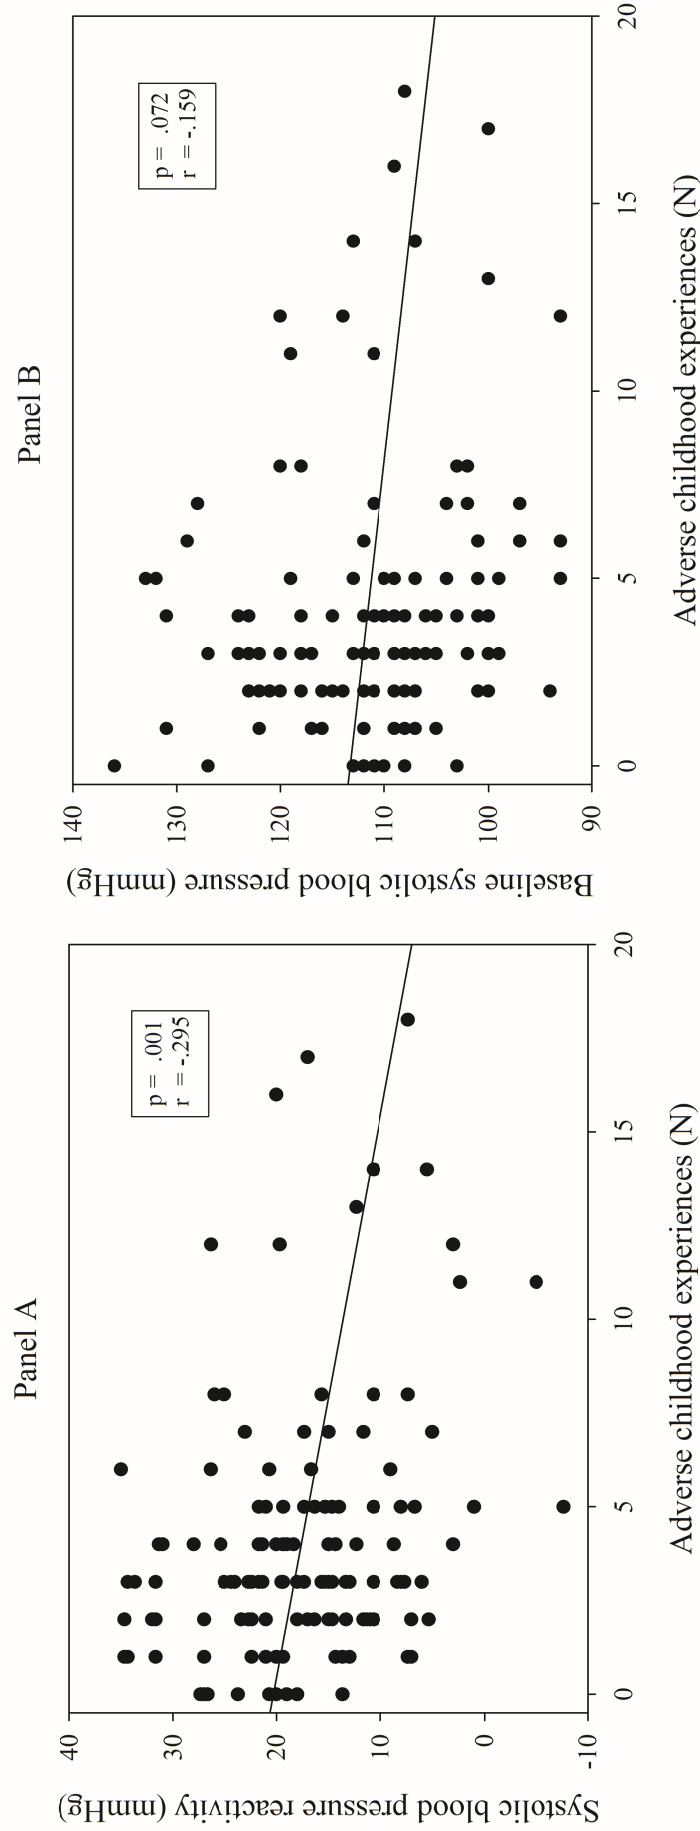 Panel A
p = .001
r = -.295
40
30
20
10
0
-10
Systolic blood pressure reactivity (mmHg)
0
5
10
15
20
Adverse childhood experiences (N)
Panel B
p = .072
r = -.159
140
130
120
110
100
90
Baseline systolic blood pressure (mmHg)
0
5
10
15
20
Adverse childhood experiences (N)